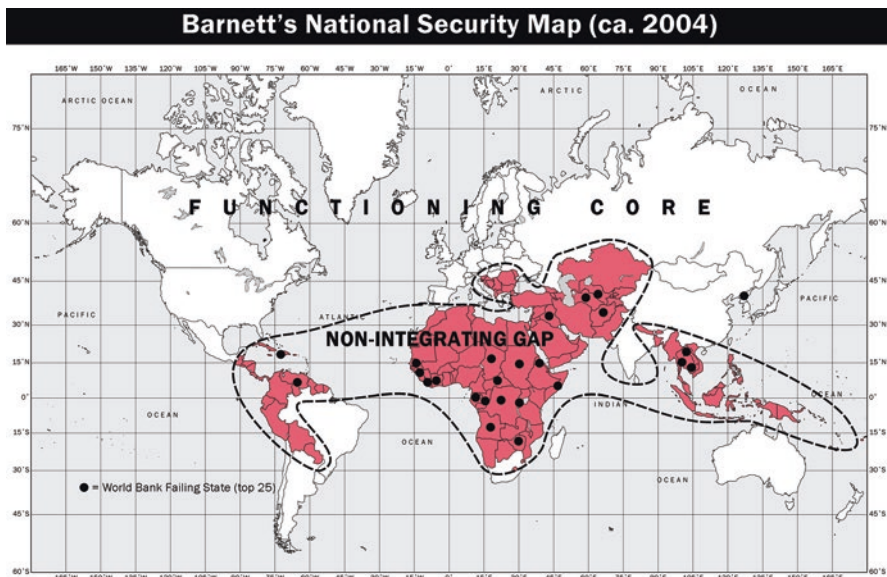 Barnett's National Security Map (ca. 2004)
165°W 150°W 135°W 120°W 105°W 90°W 75°W 60°W 45°W 30°W 15°W 0° 15°E 30°E 45°E 60°E 75°E 90°E 105°E 120°E 135°E 150°E 165°E
ARCTIC OCEAN
ARCTIC
OCEAN
75°N 75°N
FUNCTIONING CORE
60°N 60°N
45°N 45°N
PACIFIC
ATLANTIC
PACIFIC
30°N 30°N
NON-INTEGRATING GAP
15°N 15°N
OCEAN
0° 0°
OCEAN
INDIAN
15°S 15°S
OCEAN
30°S 30°S
OCEAN
● = World Bank Failing State (top 25)
45°S 45°S
60°S 60°S